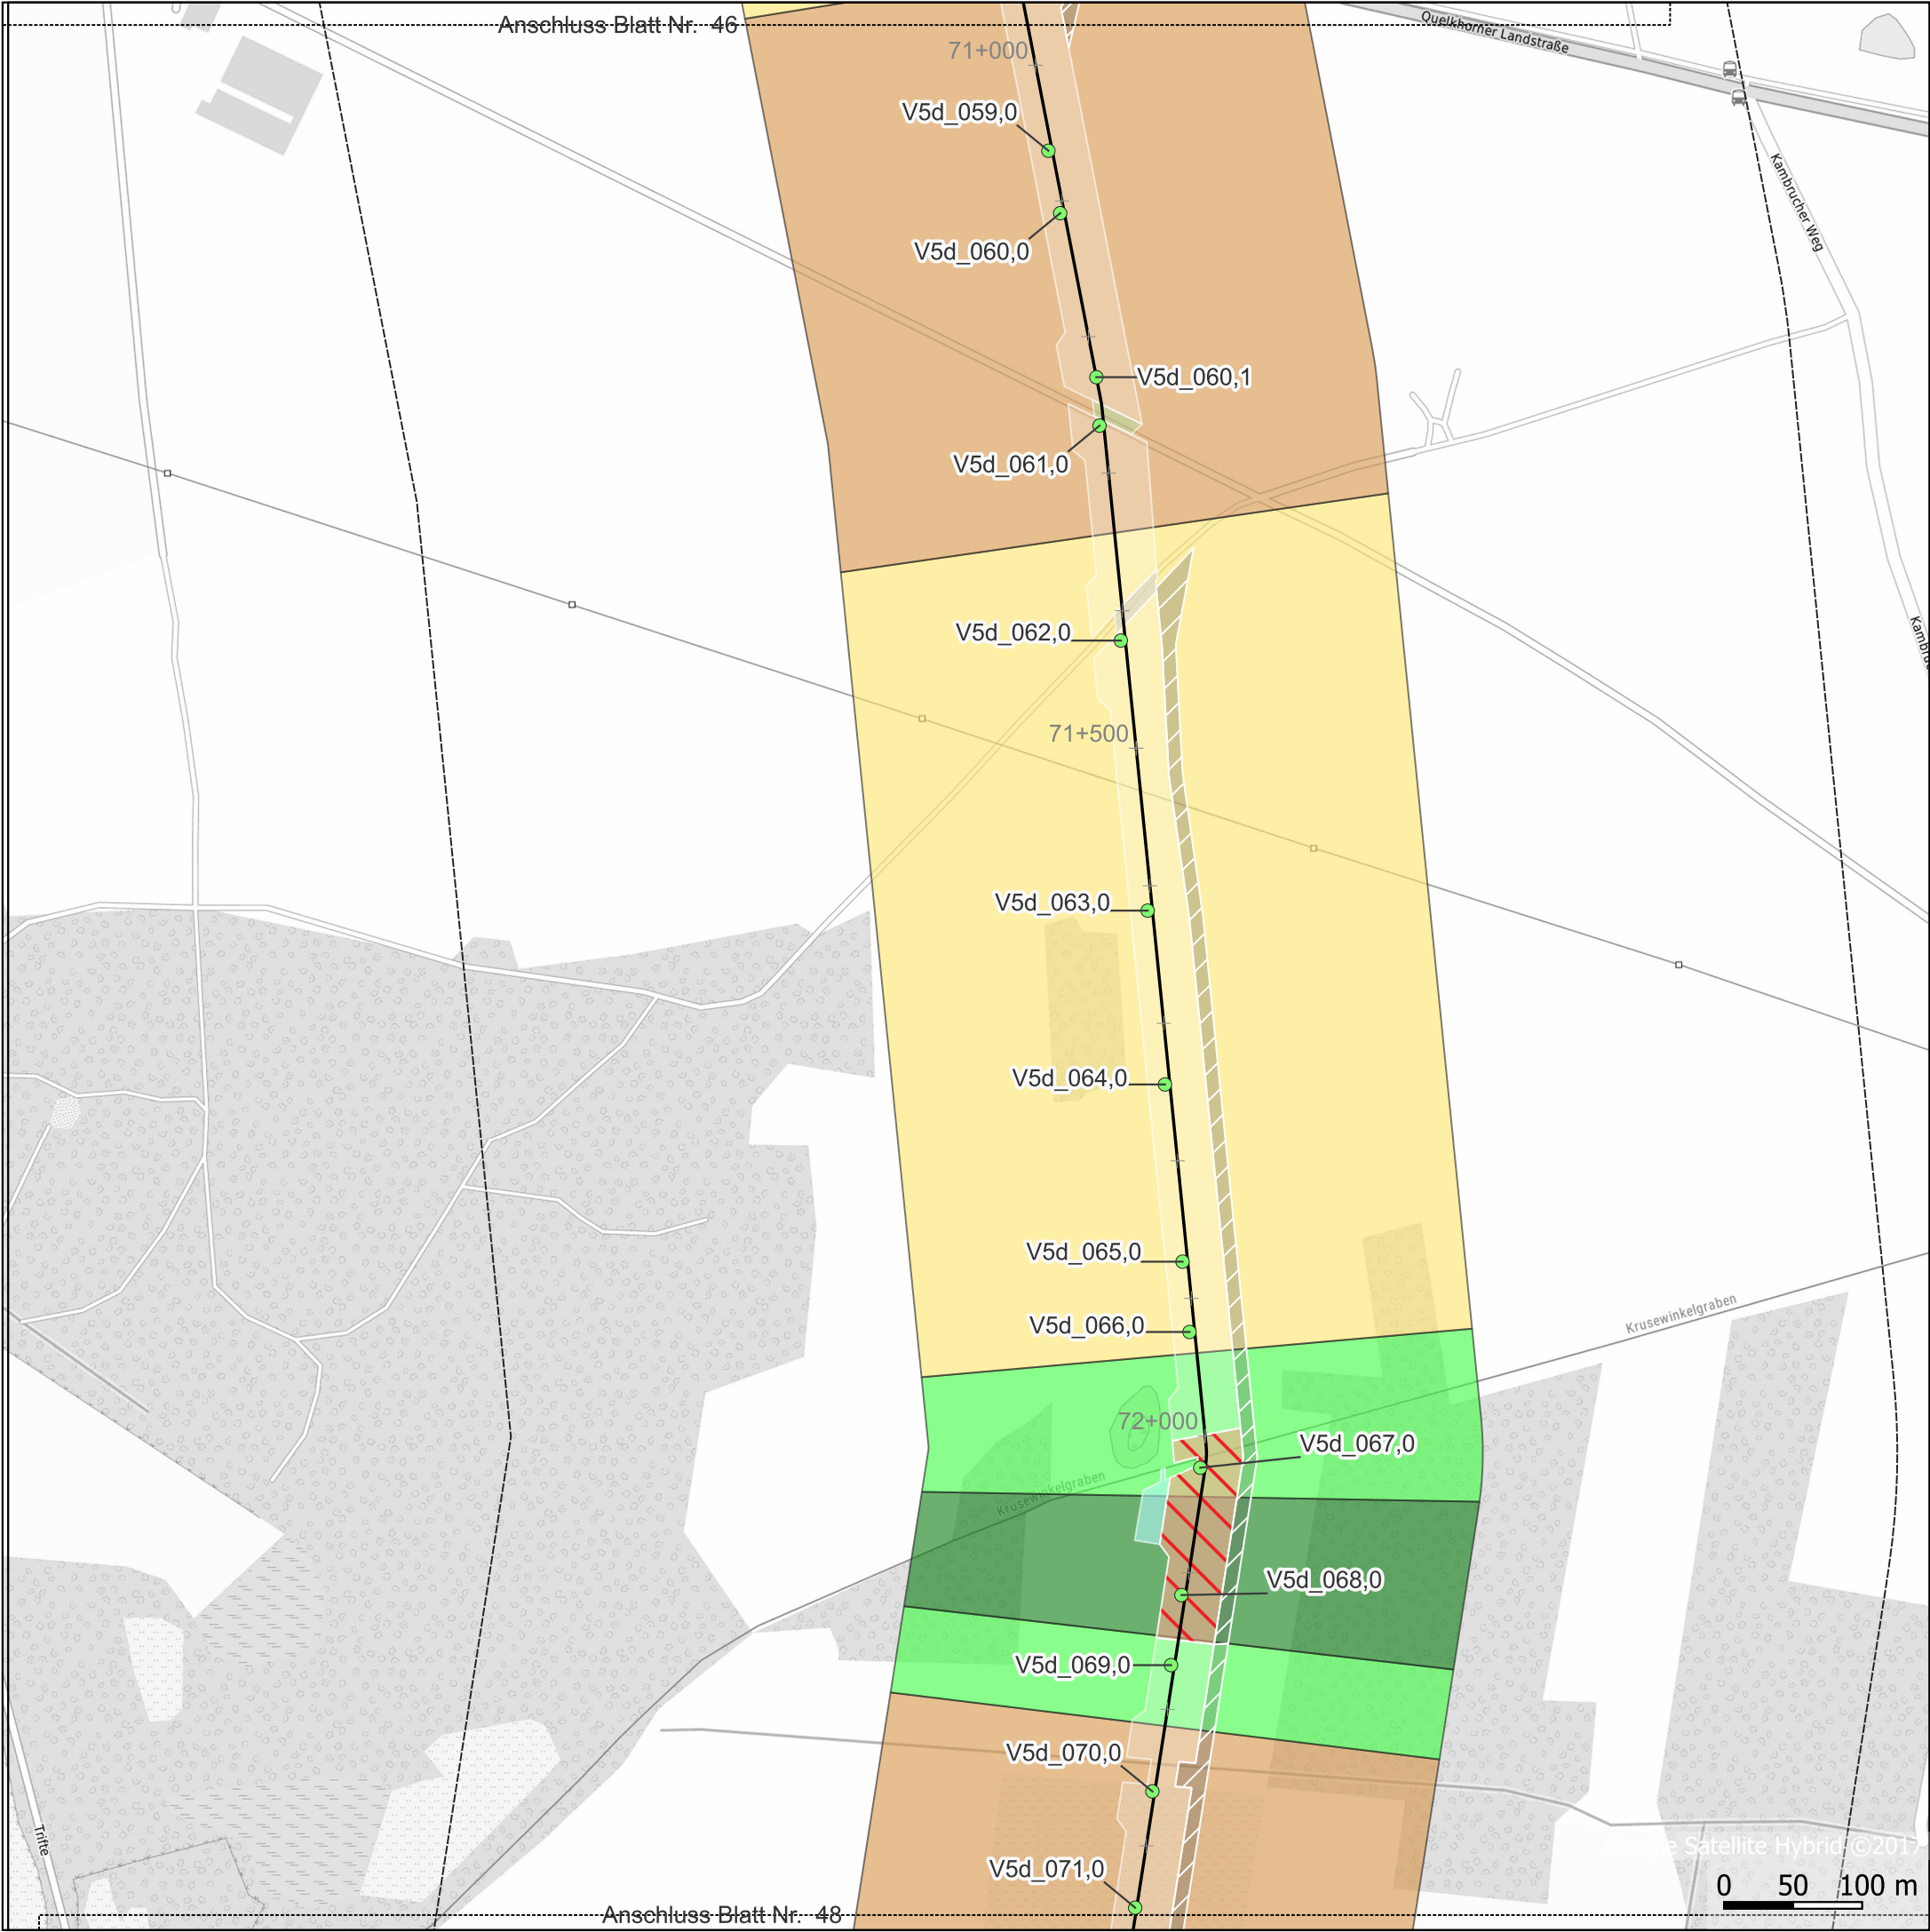 Anschluss Blatt Nr. 46
Quelkhorner Landstraße
71+000
V5d_059,0
Kambrucher Weg
V5d_060,0
V5d_060,1
V5d_061,0
V5d_062,0
71+500
V5d_063,0
V5d_064,0
V5d_065,0
Krusewinkelgraben
V5d_066,0
72+000
V5d_067,0
Krusewinkelgraben
V5d_068,0
V5d_069,0
V5d_070,0
Trifte
Satellite Hybrid ©2017
V5d_071,0
0 50 100 m
Anschluss Blatt Nr. 48